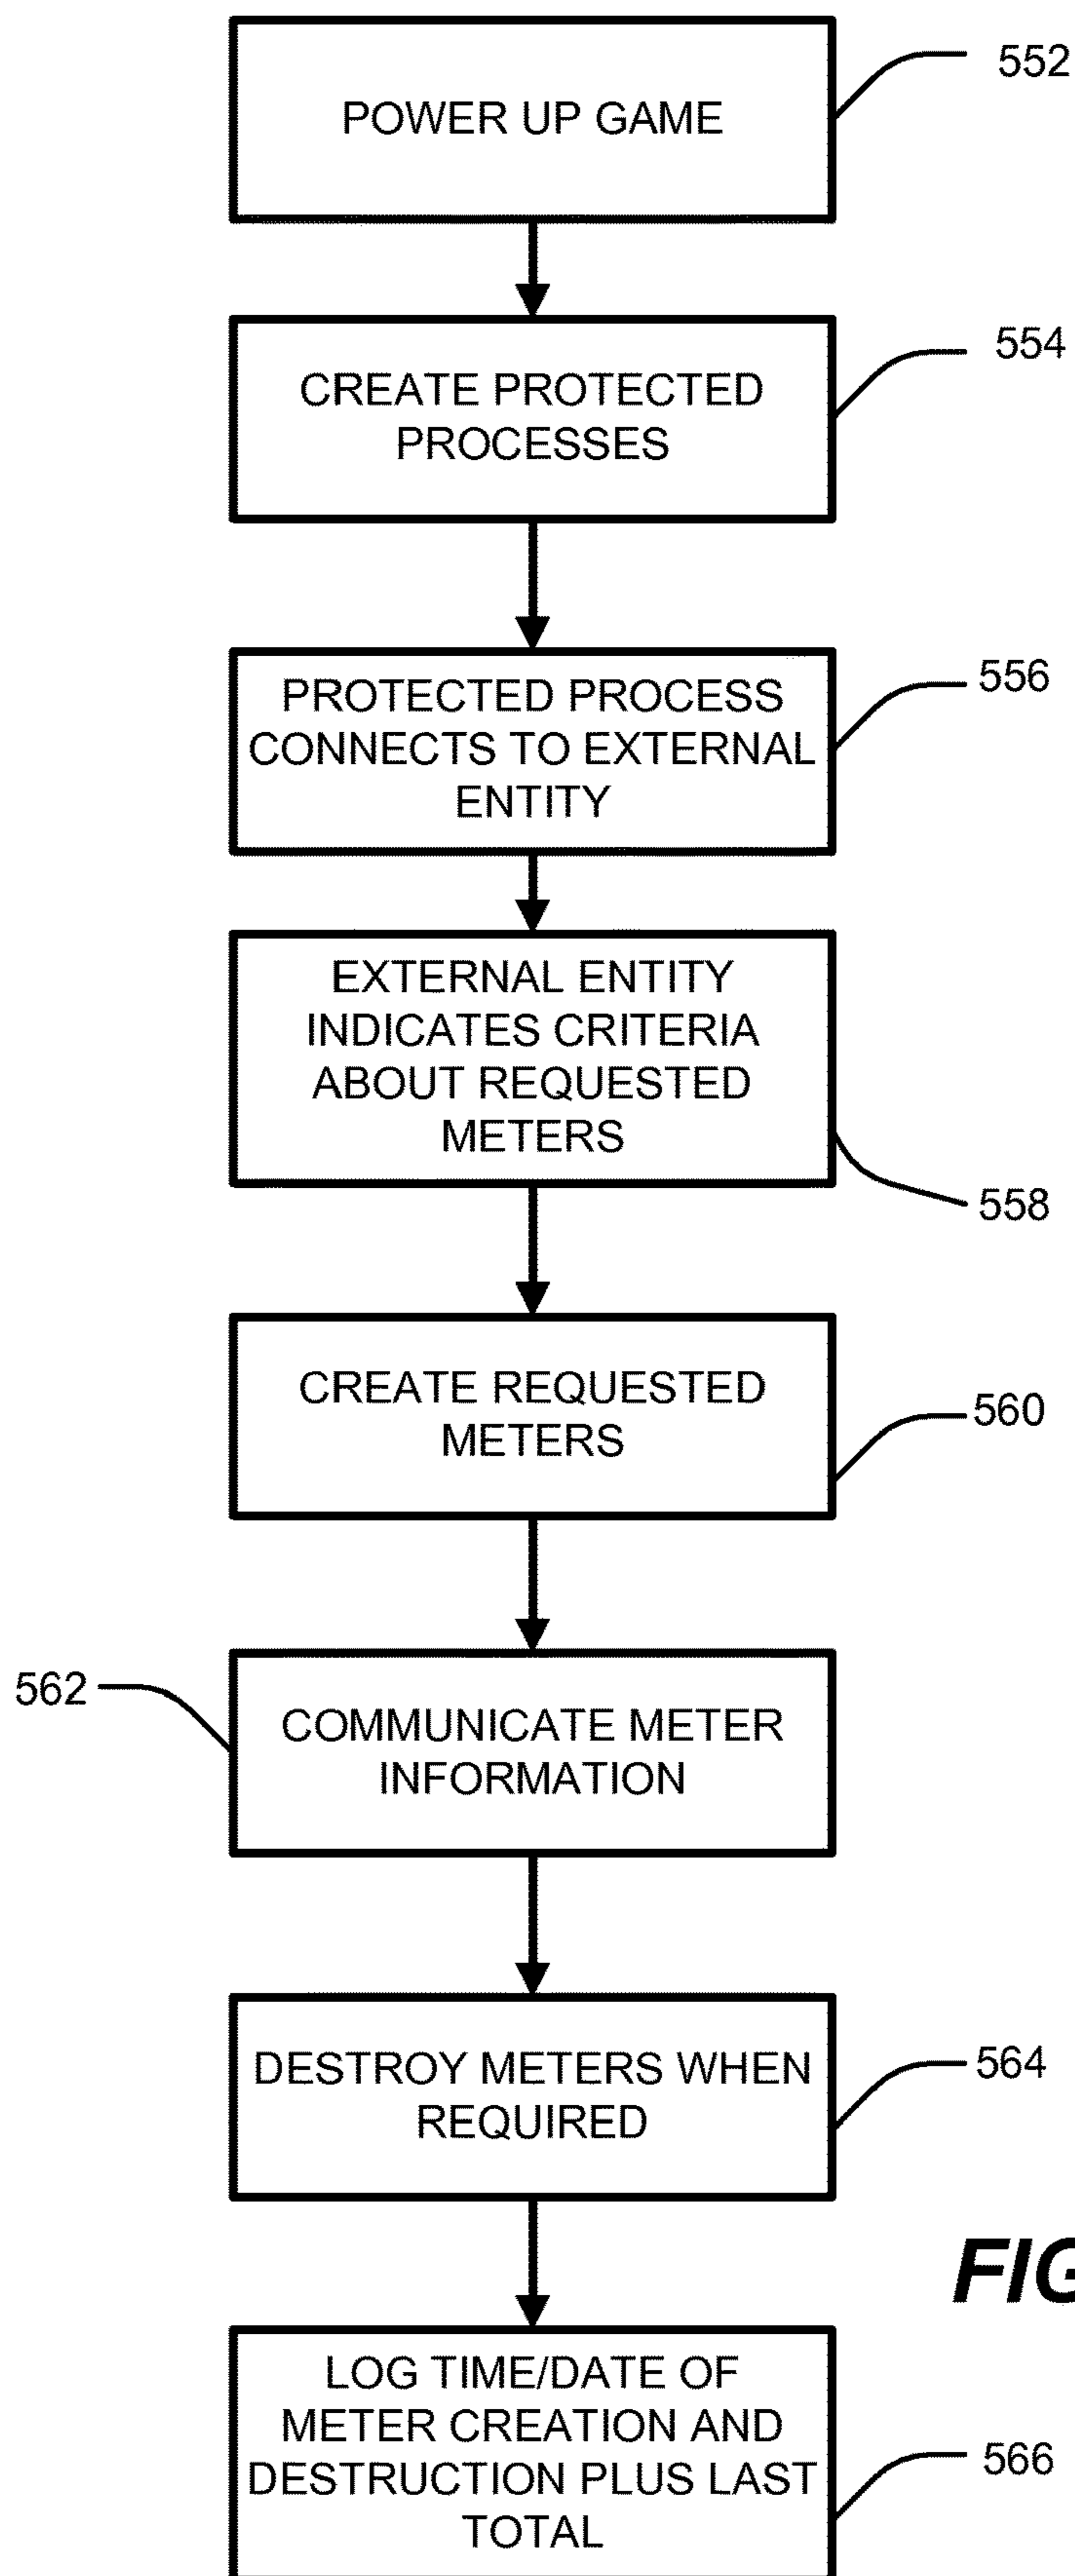 POWER UP GAME
552
CREATE PROTECTED
PROCESSES
554
PROTECTED PROCESS
CONNECTS TO EXTERNAL
ENTITY
556
EXTERNAL ENTITY
INDICATES CRITERIA
ABOUT REQUESTED
METERS
558
CREATE REQUESTED
METERS
560
562
COMMUNICATE METER
INFORMATION
DESTROY METERS WHEN
REQUIRED
564
FIG
LOG TIME/DATE OF
METER CREATION AND
DESTRUCTION PLUS LAST
TOTAL
566